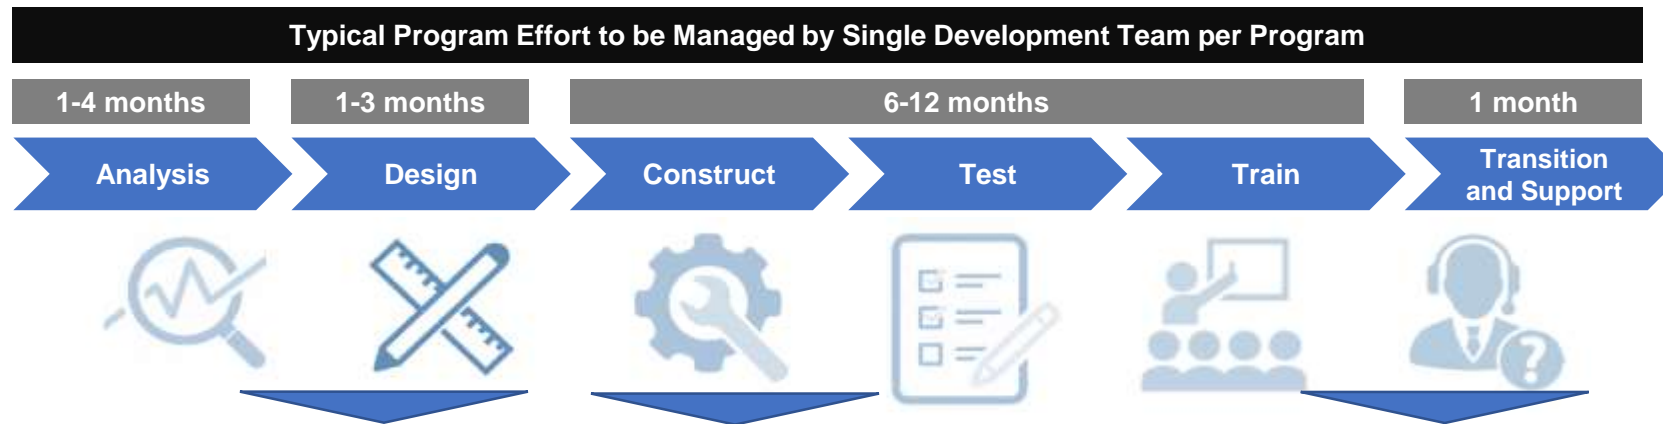 Typical Program Effort to be Managed by Single Development Team per Program
1-4 months
1-3 months
6-12 months
1 month
Analysis
Design
Construct
Test
Train
Transition
and Support
?